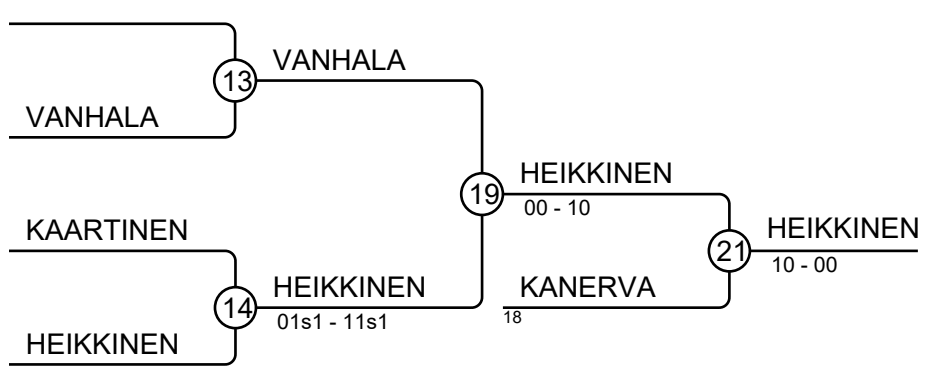 VANHALA
13
VANHALA
KAARTINEN
14
HEIKKINEN
01s1 - 11s1
HEIKKINEN
19
HEIKKINEN
00 - 10
KANERVA
18
21
HEIKKINEN
10 - 00